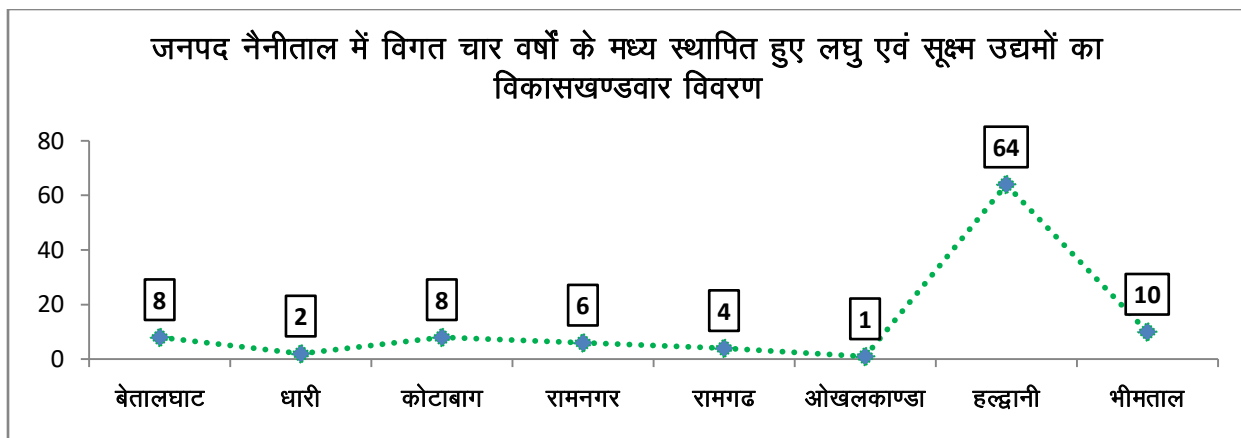 जनपद नैनीताल में विगत चार वर्षों के मध्य स्थापित हुए लघु एवं सूक्ष्म उद्यमों का
विकासखण्डवार विवरण
80
60
40
20
0
8
2
8
6
4
1
64
10
बेतालघाट
धारी
कोटाबाग
रामनगर
रामगढ
ओखलकाण्डा
हल्द्वानी
भीमताल